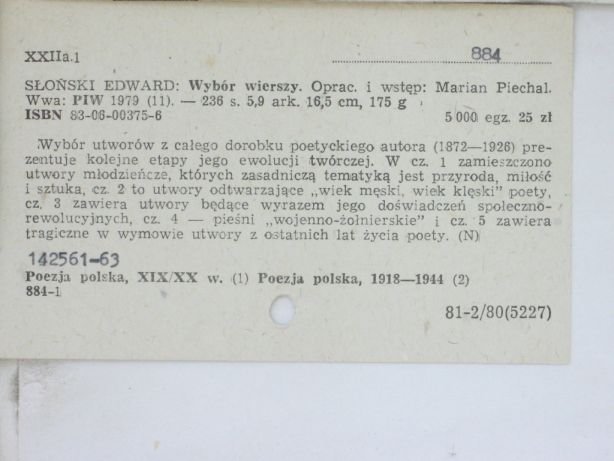 XXIIa.1
884
SŁOŃSKI EDWARD: Wybór wierszy. Oprac. i wstęp: Marian Piechal.
Wwa: PIW 1979 (11). — 236 s. 5,9 ark. 16,5 cm, 175 g
ISBN 83-06-00375-6 5 000 egz. 25 zł
Wybór utworów z całego dorobku poetyckiego autora (1872—1926) pre-
zentuje kolejne etapy jego ewolucji twórczej. W cz. 1 zamieszczono
utwory młodzieńcze, których zasadniczą tematyką jest przyroda, miłość
i sztuka, cz. 2 to utwory odtwarzające „wiek męski, wiek klęski” poety,
cz. 3 zawiera utwory będące wyrazem jego doświadczeń społeczno-
rewolucyjnych, cz. 4 — pieśni „wojenno-żołnierskie” i cz. 5 zawiera
tragiczne w wymowie utwory z ostatnich lat życia poety. (N)
142561-63
Poezja polska, XIX/XX w. (1) Poezja polska, 1918—1944 (2)
884-1
81-2/80(5227)